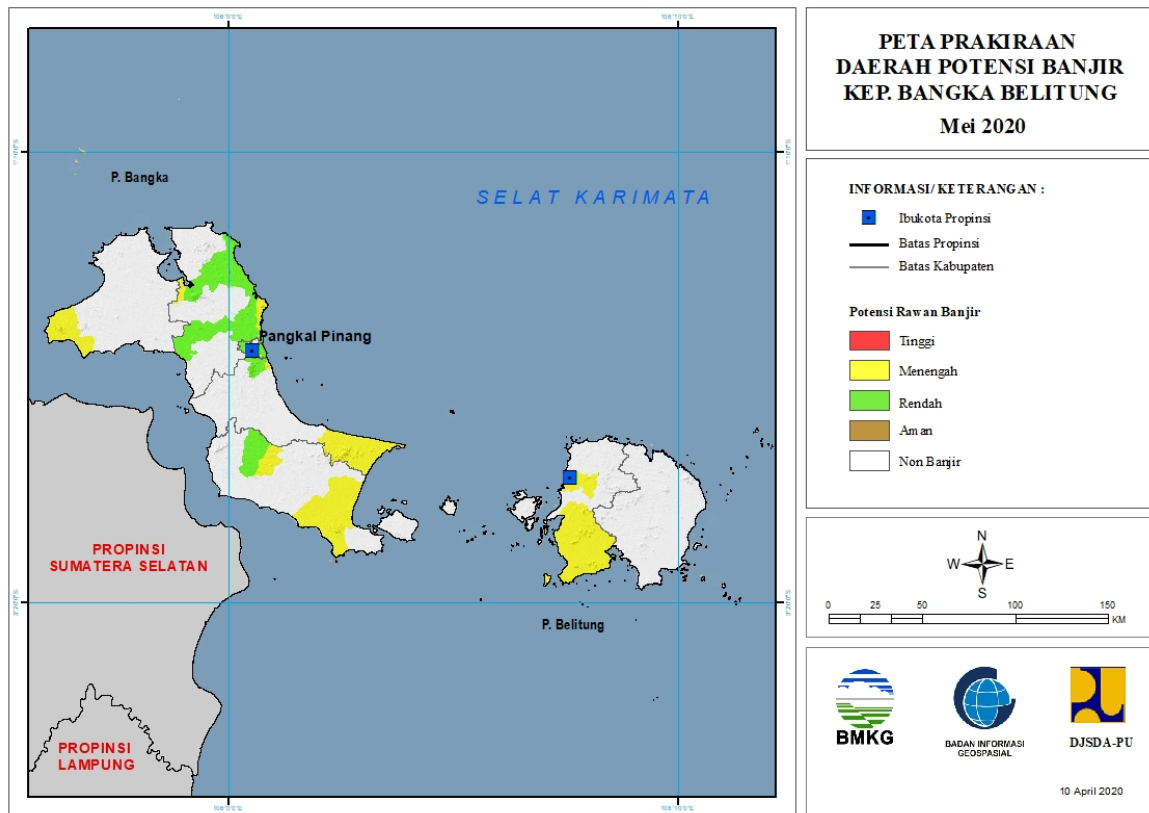 PETA PRAKIRAAN
DAERAH POTENSI BANJIR
KEP. BANGKA BELITUNG
Mei 2020
P. Bangka
SELAT KARIMATA
Pangkal Pinang
PROPINSI
SUMATERA SELATAN
P. Belitung
PROPINSI
LAMPUNG
INFORMASI/ KETERANGAN :
Ibukota Propinsi
Batas Propinsi
Batas Kabupaten
Potensi Rawan Banjir
Tinggi
Menengah
Rendah
Aman
Non Banjir
N
W E
S
0 25 50 100 150
KM
BMKG
BADAN INFORMASI
GEOSPASIAL
DJSDA-PU
10 April 2020